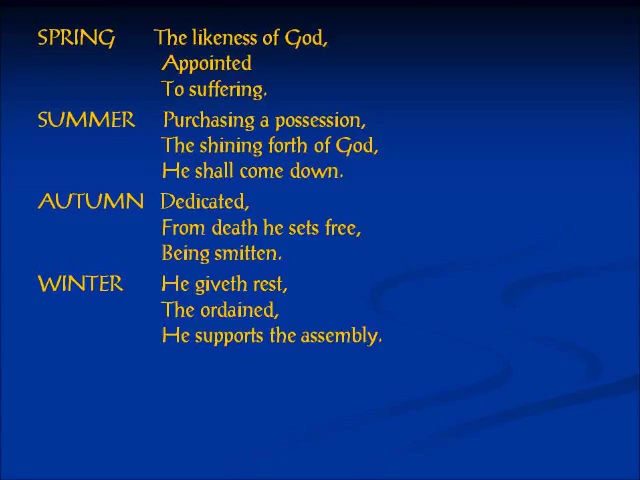 SPRING The likeness of God,
Appointed
To suffering.
SUMMER Purchasing a possession,
The shining forth of God,
He shall come down.
AUTUMN Dedicated,
From death he sets free,
Being smitten.
WINTER He giveth rest,
The ordained,
He supports the assembly.